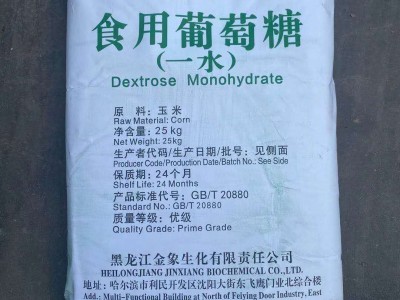 食用葡萄糖
(一水)
Dextrose Monohydrate
原　料：玉米
Raw Material: Corn
净含量：25kg
Net Weight: 25kg
生产者代码/生产日期/批号：见侧面
Producer Code/Production Date/Batch No.: See Side
保质期：24个月
Shelf Life: 24 Months
产品标准代号：GB/T 20880
Standard No.: GB/T 20880
质量等级：优级
Quality Grade: Prime Grade
黑龙江金象生化有限责任公司
HEILONGJIANG JINXIANG BIOCHEMICAL CO.,LTD.
地址：哈尔滨市利民开发区沈阳大街东飞鹰门业北综合楼
Add.: Multi-Functional Building at North of Feiying Door Industry, East